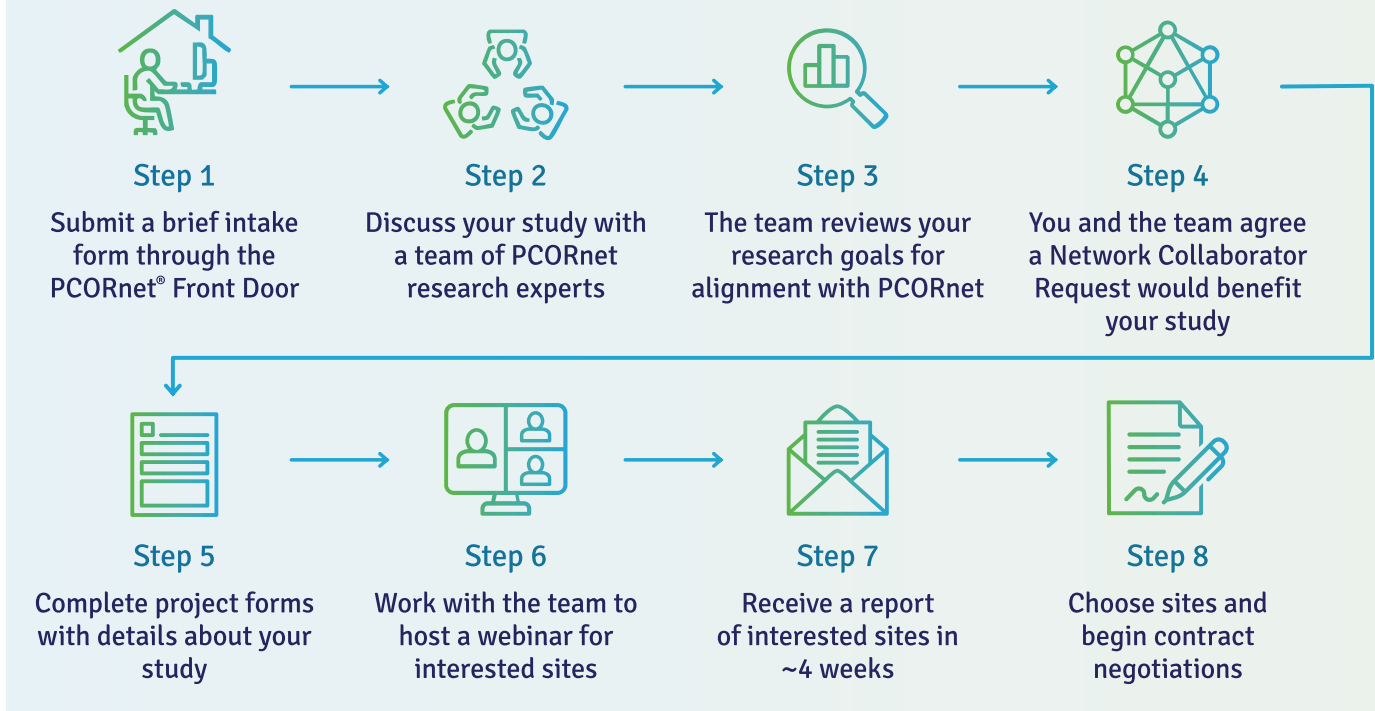 Step 1
Submit a brief intake
form through the
PCORnet® Front Door
Step 2
Discuss your study with
a team of PCORnet
research experts
Step 3
The team reviews your
research goals for
alignment with PCORnet
Step 4
You and the team agree
a Network Collaborator
Request would benefit
your study
Step 5
Complete project forms
with details about your
study
Step 6
Work with the team to
host a webinar for
interested sites
Step 7
Receive a report
of interested sites in
~4 weeks
Step 8
Choose sites and
begin contract
negotiations